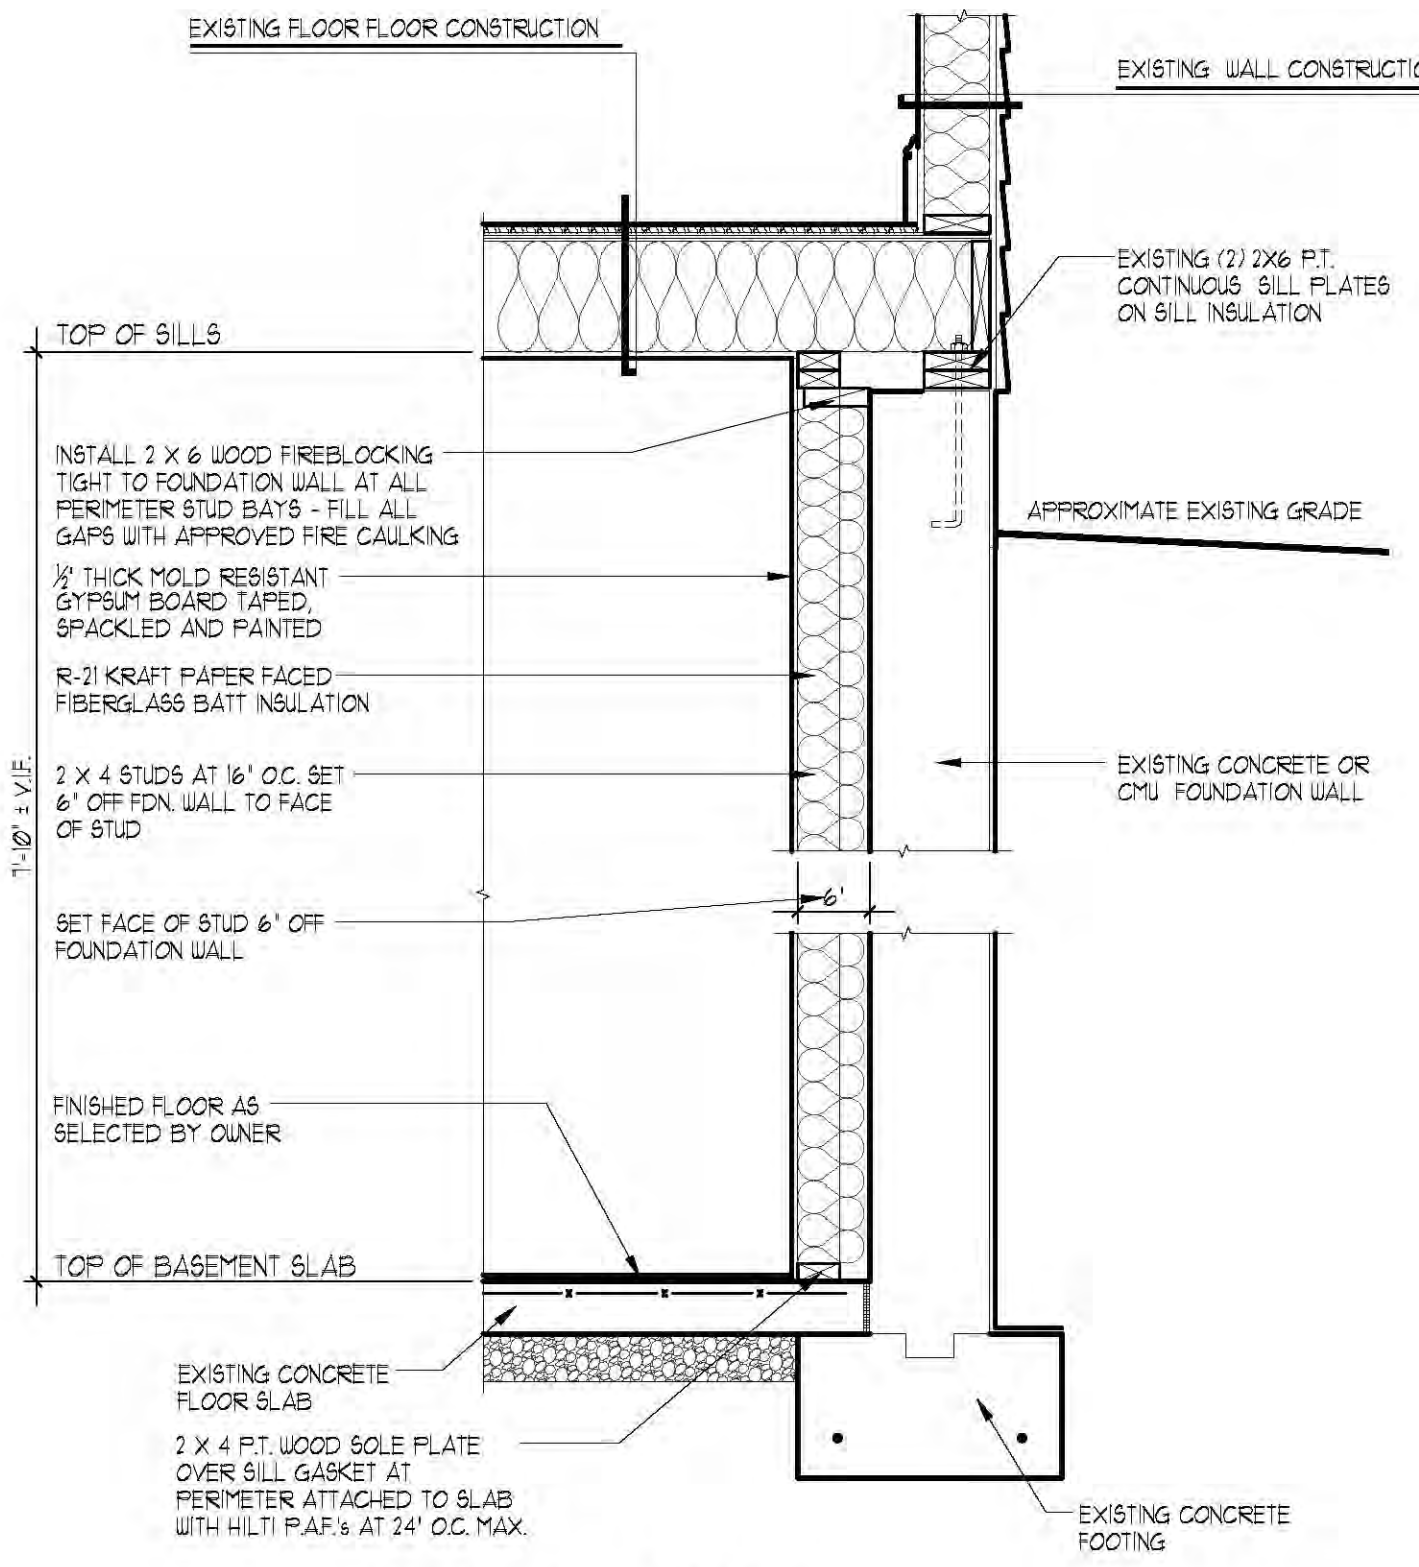 EXISTING FLOOR FLOOR CONSTRUCTION
EXISTING WALL CONSTRUCTIO
EXISTING (2) 2X6 P.T.
CONTINUOUS SILL PLATES
ON SILL INSULATION
TOP OF SILLS
INSTALL 2 X 6 WOOD FIREBLOCKING
TIGHT TO FOUNDATION WALL AT ALL
PERIMETER STUD BAYS - FILL ALL
GAPS WITH APPROVED FIRE CAULKING
APPROXIMATE EXISTING GRADE
½' THICK MOLD RESISTANT
GYPSUM BOARD TAPED,
SPACKLED AND PAINTED
R-21 KRAFT PAPER FACED
FIBERGLASS BATT INSULATION
2 X 4 STUDS AT 16" O.C. SET
6" OFF FDN. WALL TO FACE
OF STUD
EXISTING CONCRETE OR
CMU FOUNDATION WALL
7'-10" ± V.I.F.
6'
SET FACE OF STUD 6" OFF
FOUNDATION WALL
FINISHED FLOOR AS
SELECTED BY OWNER
TOP OF BASEMENT SLAB
EXISTING CONCRETE
FLOOR SLAB
2 X 4 P.T. WOOD SOLE PLATE
OVER SILL GASKET AT
PERIMETER ATTACHED TO SLAB
WITH HILTI P.A.F.'s AT 24' O.C. MAX.
EXISTING CONCRETE
FOOTING